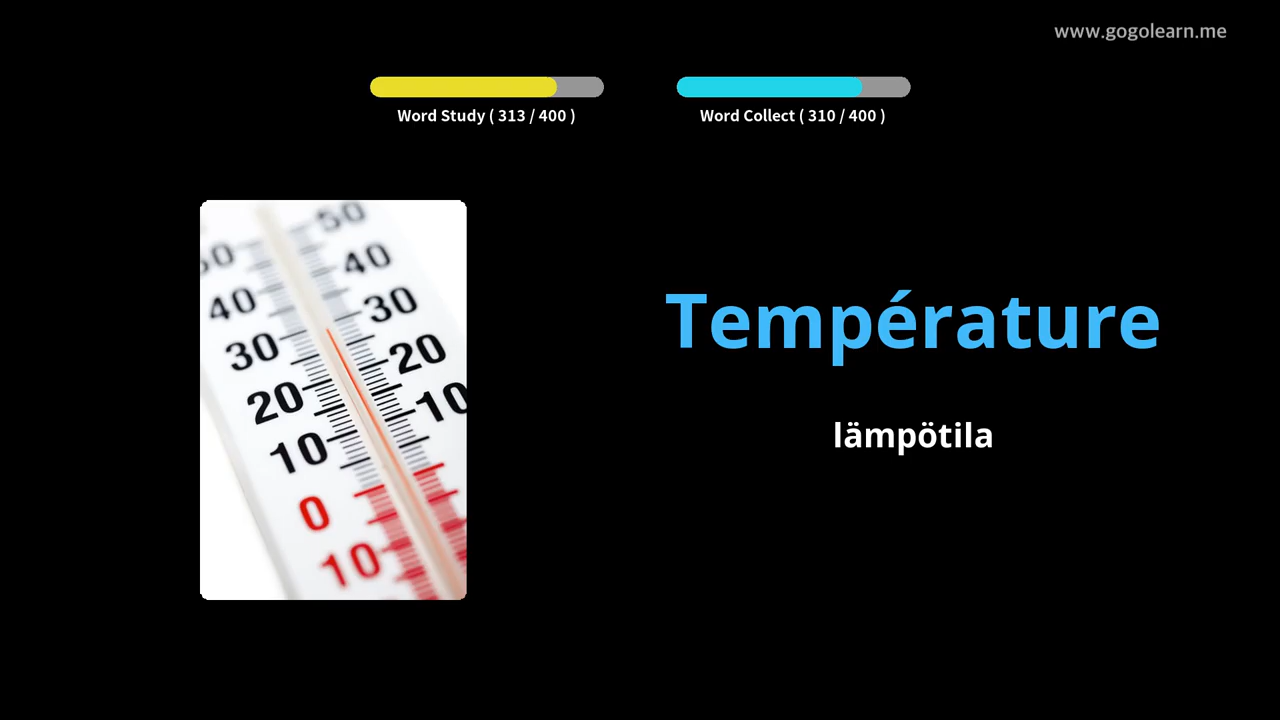 www.gogolearn.me
Word Study ( 313 / 400 )
Word Collect ( 310 / 400 )
50
40
40
30
30
20
20
10
10
0
10
Température
lämpötila